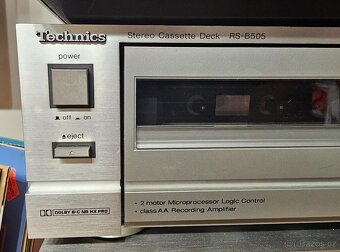 Technics
Stereo Cassette Deck RS-B505
power
off on
eject
DOLBY B-C NR HX PRO
• 2 motor Microprocessor Logic Control
• class AA Recording Amplifier